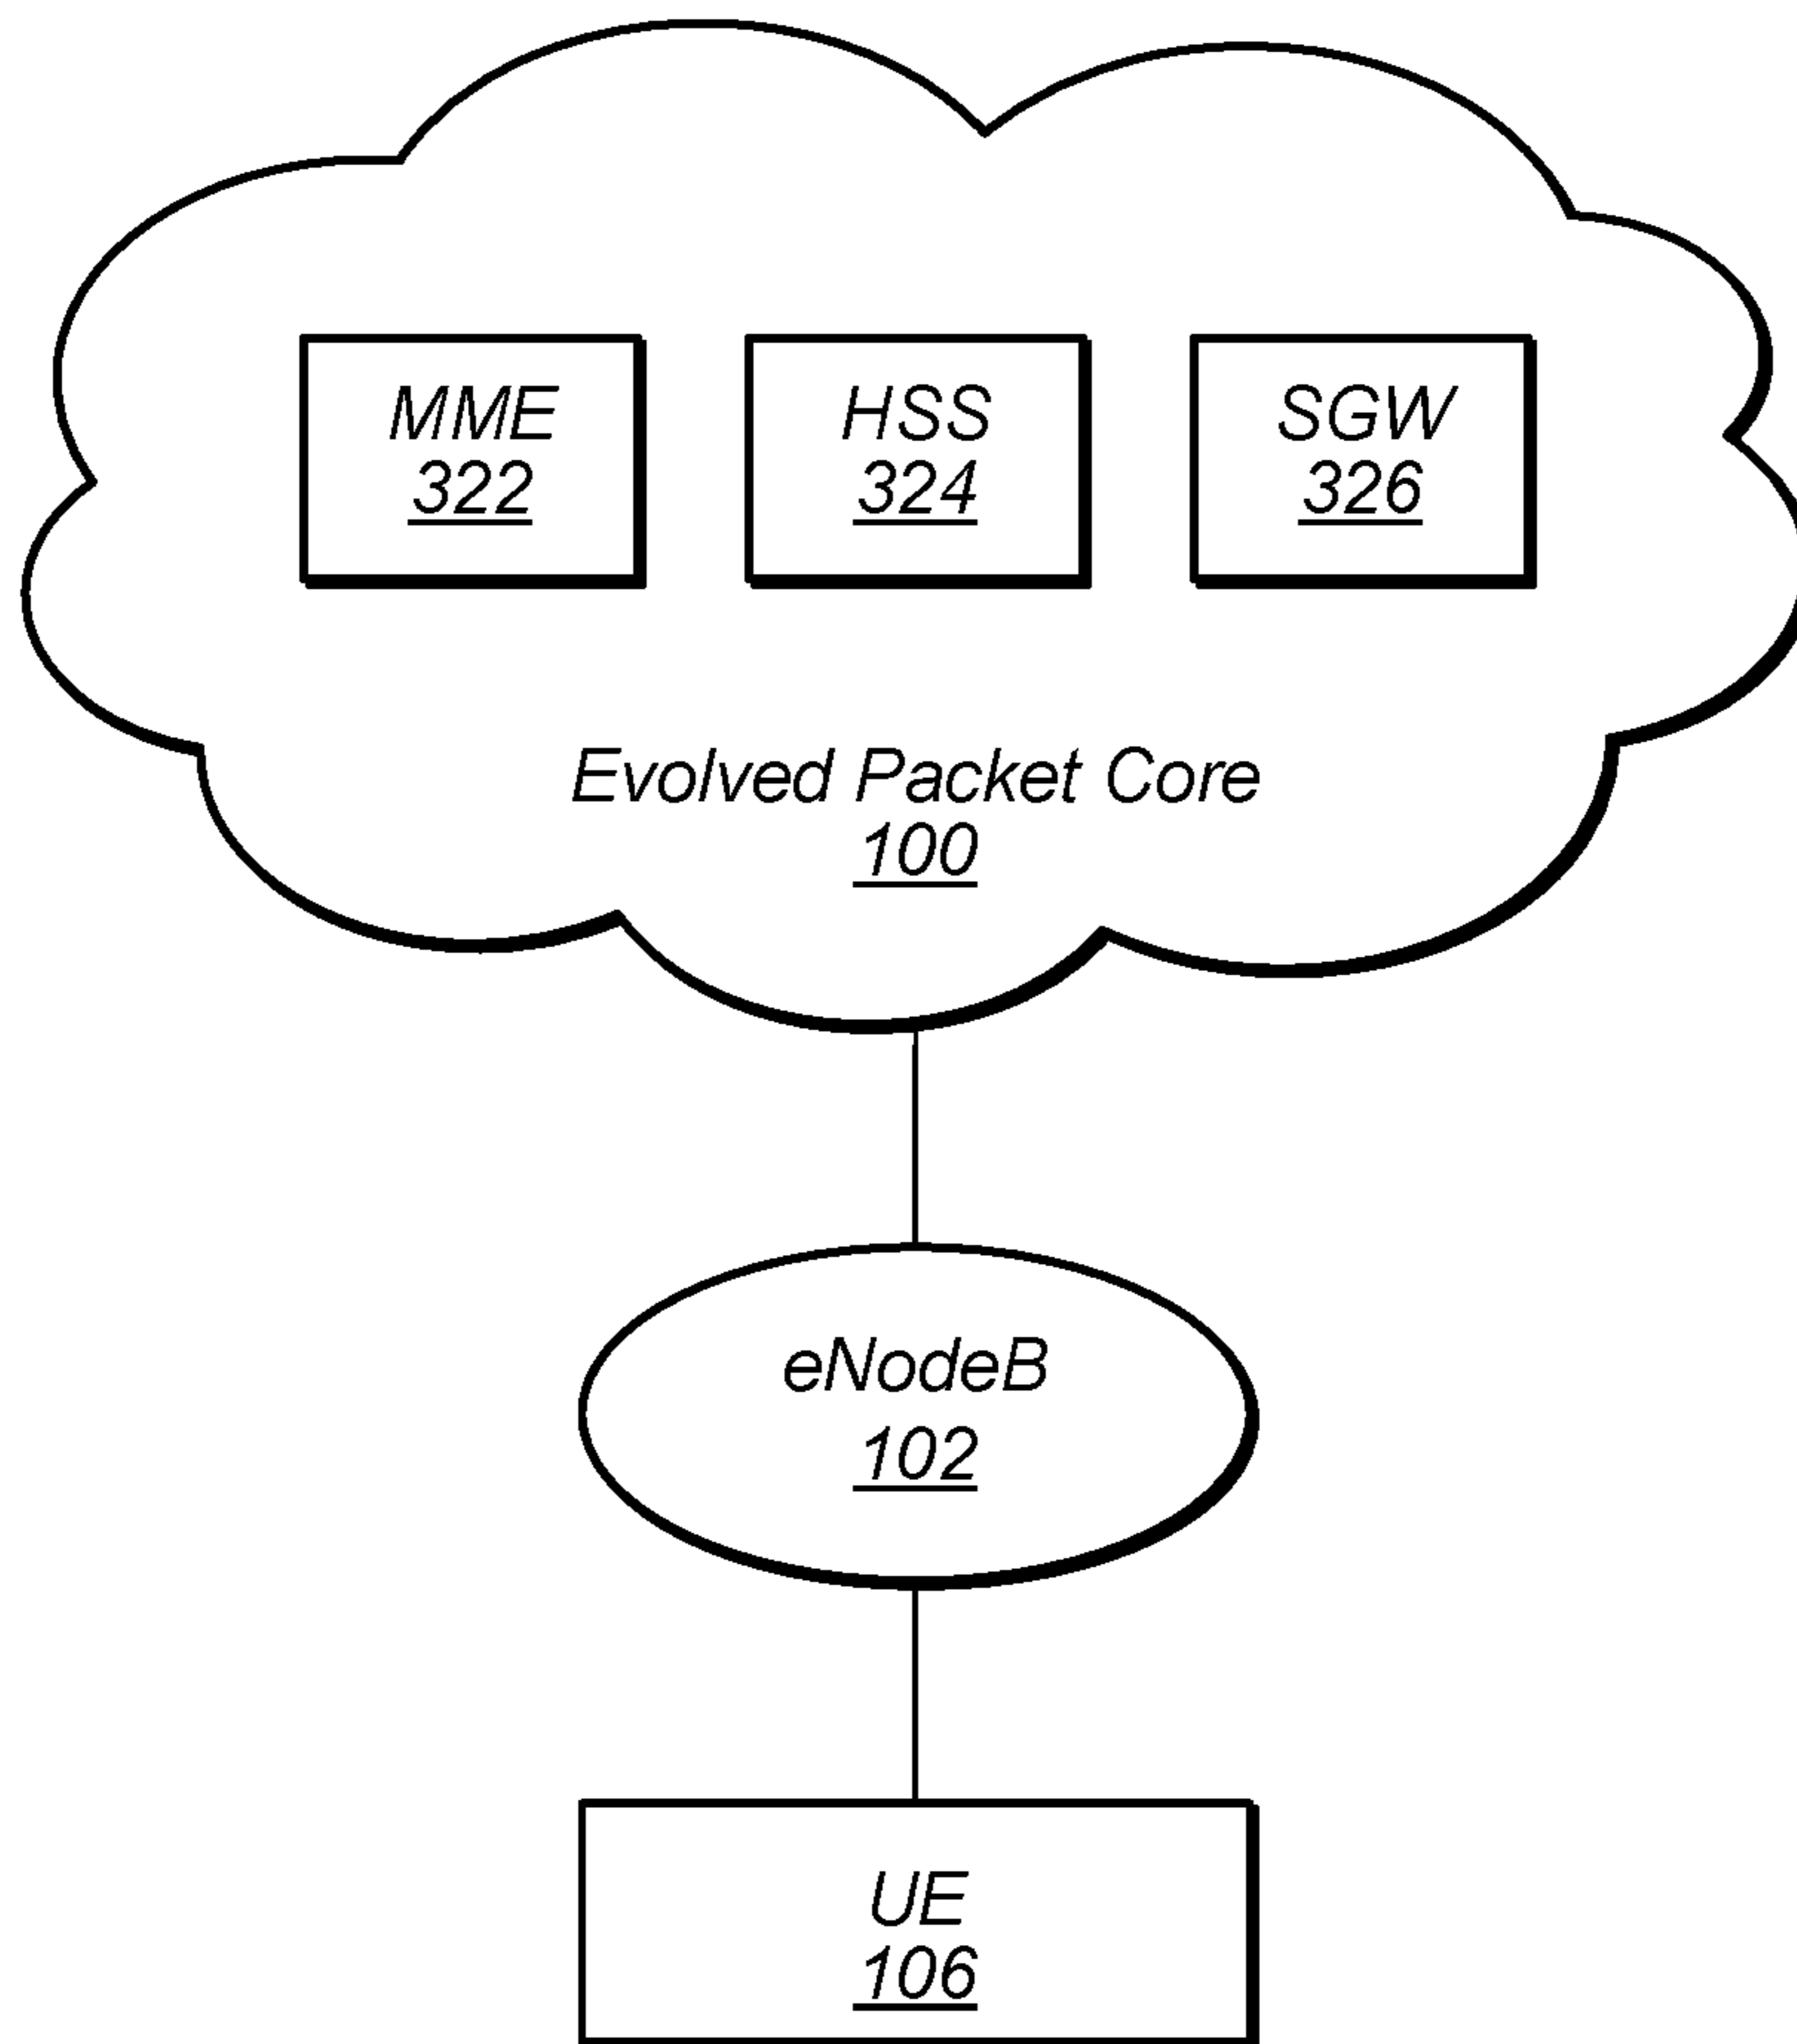 MME
322
HSS
324
SGW
326
Evolved Packet Core
100
eNodeB
102
UE
106